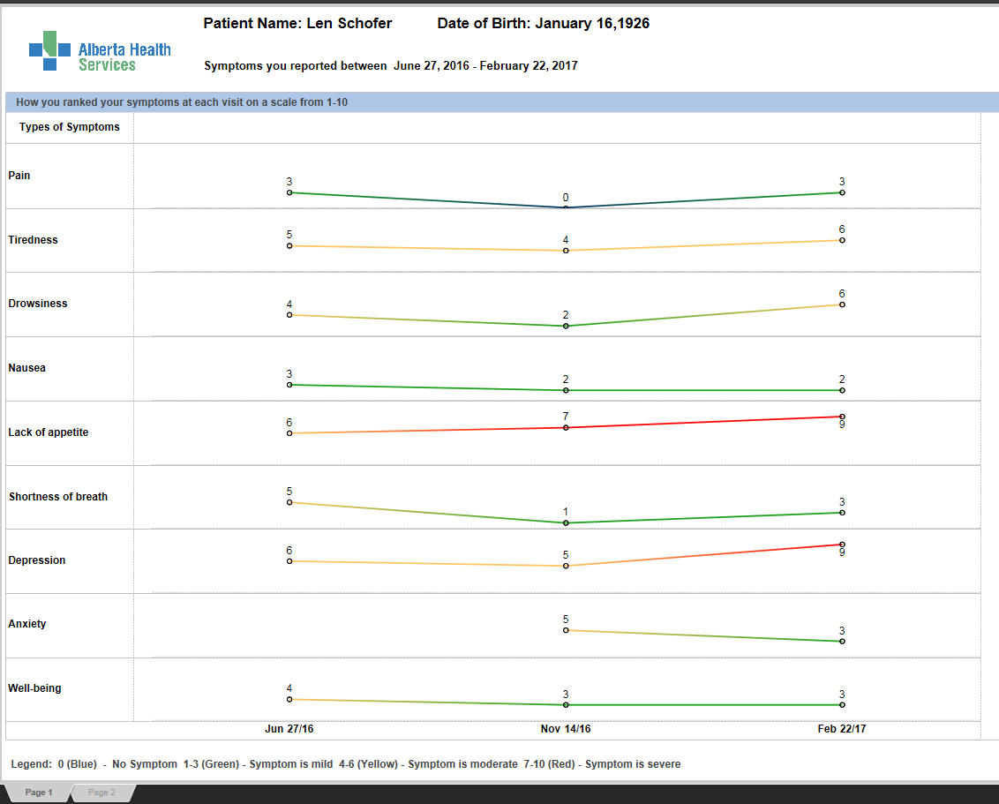 Patient Name: Len Schofer Date of Birth: January 16,1926
Alberta Health
Services
Symptoms you reported between June 27, 2016 - February 22, 2017
How you ranked your symptoms at each visit on a scale from 1-10
Types of Symptoms
Pain 3 0 3
Tiredness 5 4 6
Drowsiness 4 2 6
Nausea 3 2 2
Lack of appetite 6 7 9
Shortness of breath 5 1 3
Depression 6 5 9
Anxiety 5 3
Well-being 4 3 3
Jun 27/16 Nov 14/16 Feb 22/17
Legend: 0 (Blue) - No Symptom 1-3 (Green) - Symptom is mild 4-6 (Yellow) - Symptom is moderate 7-10 (Red) - Symptom is severe
Page 1 Page 2